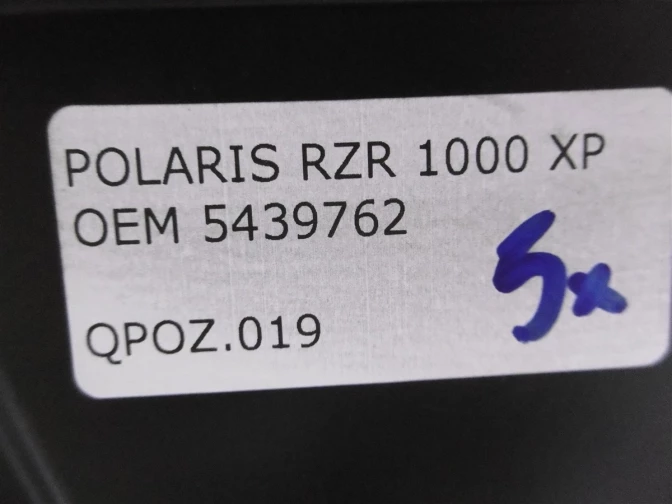 POLARIS RZR 1000 XP
OEM 5439762
5x
QPOZ.019